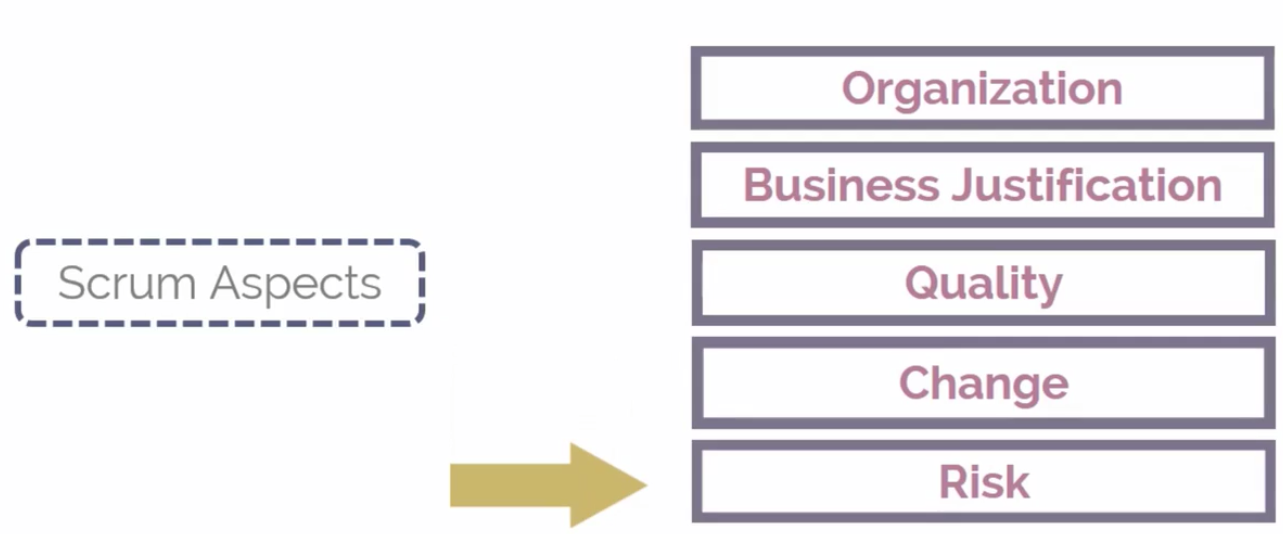 Organization
Business Justification
Scrum Aspects
Quality
Change
Risk